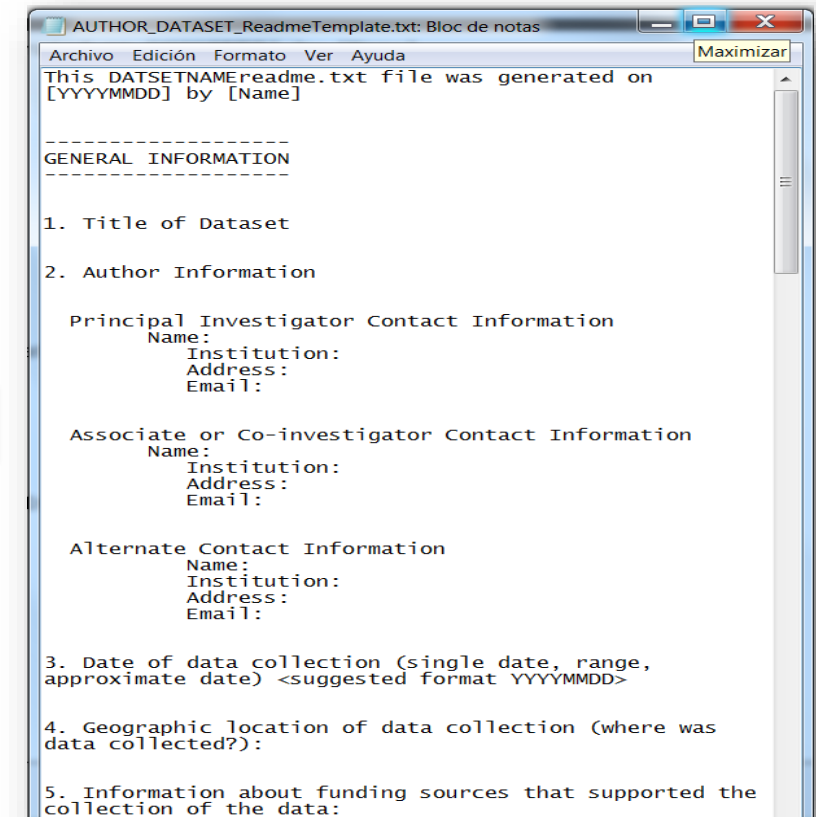 AUTHOR_DATASET_ReadmeTemplate.txt: Bloc de notas
Archivo Edición Formato Ver Ayuda
Maximizar
This DATSETNAMEreadme.txt file was generated on
[YYYYMMDD] by [Name]
-------------------
GENERAL INFORMATION
-------------------
1. Title of Dataset
2. Author Information
Principal Investigator Contact Information
Name:
Institution:
Address:
Email:
Associate or Co-investigator Contact Information
Name:
Institution:
Address:
Email:
Alternate Contact Information
Name:
Institution:
Address:
Email:
3. Date of data collection (single date, range,
approximate date) <suggested format YYYYMMDD>
4. Geographic location of data collection (where was
data collected?):
5. Information about funding sources that supported the
collection of the data: